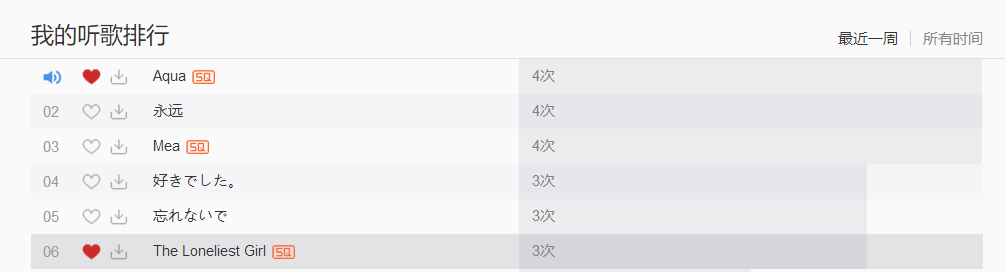 我的听歌排行 最近一周 所有时间
Aqua SQ 4次
02 永远 4次
03 Mea SQ 4次
04 好きでした。 3次
05 忘れないで 3次
06 The Loneliest Girl SQ 3次